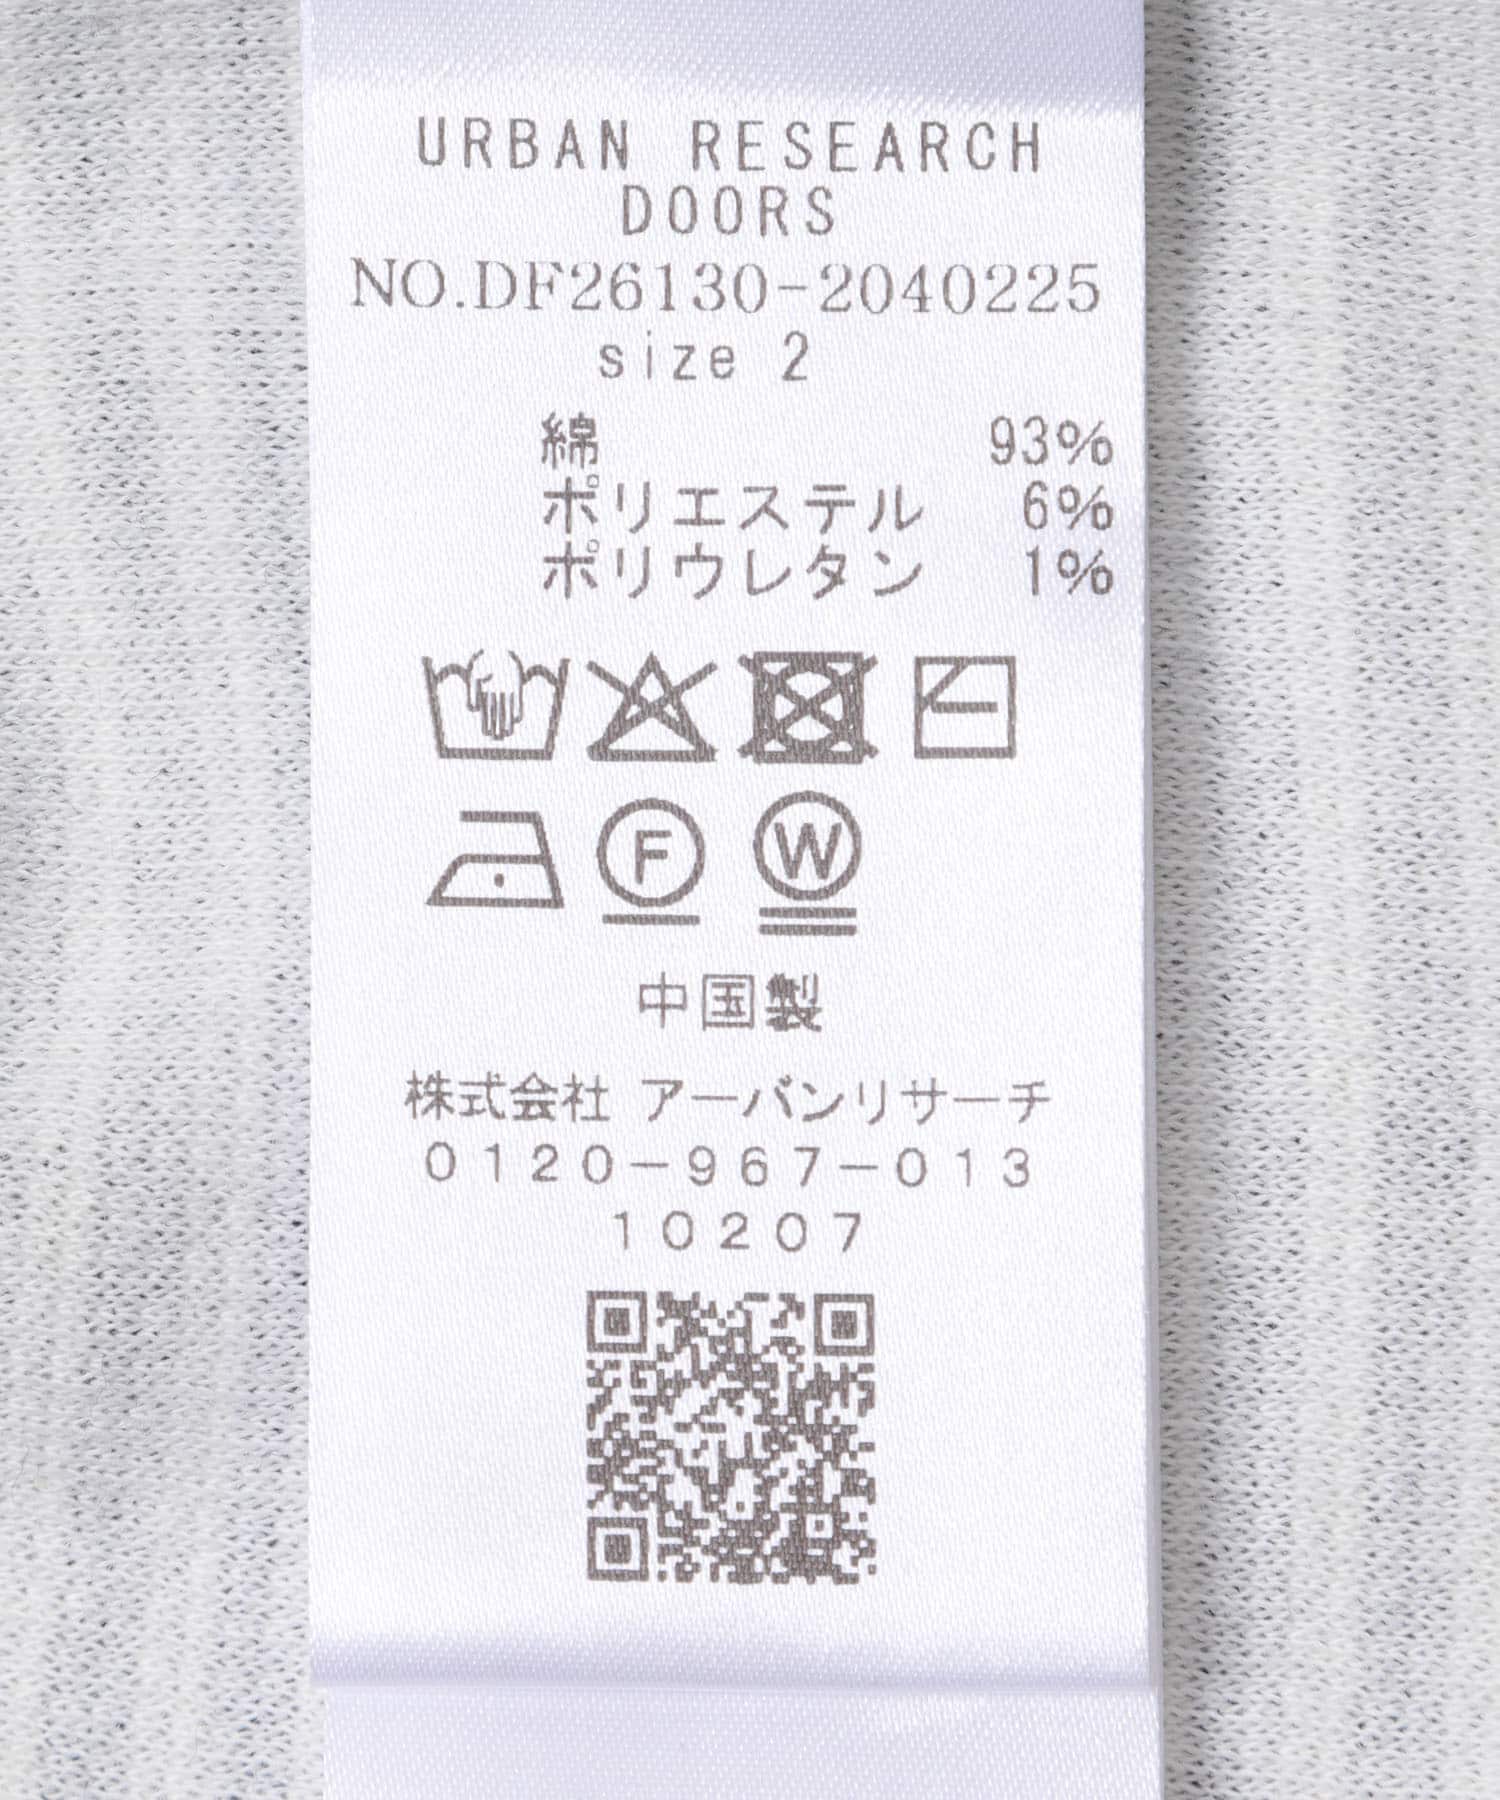 URBAN RESEARCH
DOORS
NO.DF26130-2040225
size 2
綿 93%
ポリエステル 6%
ポリウレタン 1%
F W
中国製
株式会社 アーバンリサーチ
0120-967-013
10207